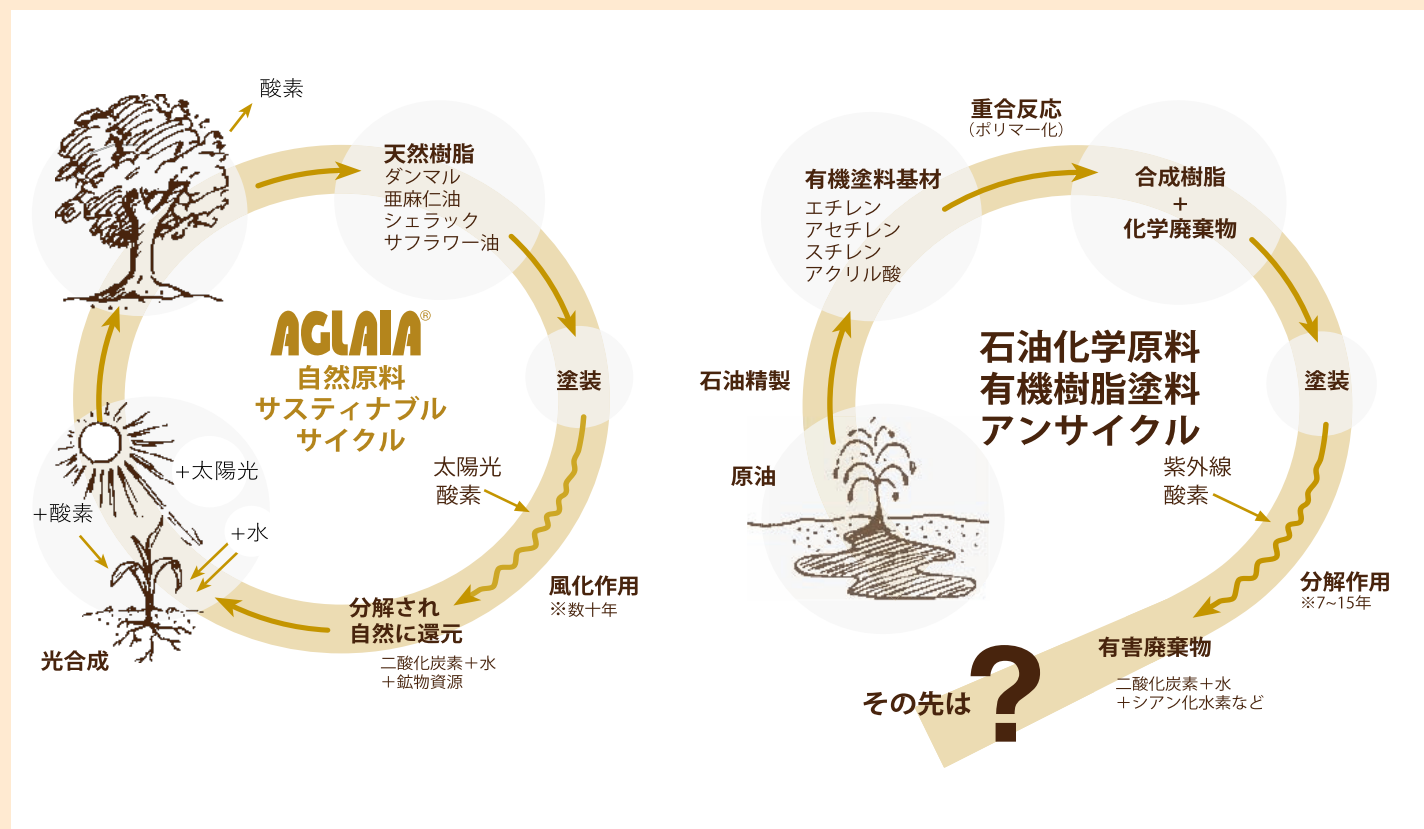 酸素
天然樹脂
ダンマル
亜麻仁油
シェラック
サフラワー油
AGLAIA®
自然原料
サスティナブル
サイクル
塗装
太陽光
酸素
風化作用
※数十年
分解され
自然に還元
二酸化炭素＋水
＋鉱物資源
+太陽光
+酸素
+水
光合成
重合反応
（ポリマー化）
有機塗料基材
エチレン
アセチレン
スチレン
アクリル酸
合成樹脂
+
化学廃棄物
石油化学原料
有機樹脂塗料
アンサイクル
石油精製
原油
塗装
紫外線
酸素
分解作用
※7~15年
有害廃棄物
二酸化炭素＋水
＋シアン化水素など
その先は？